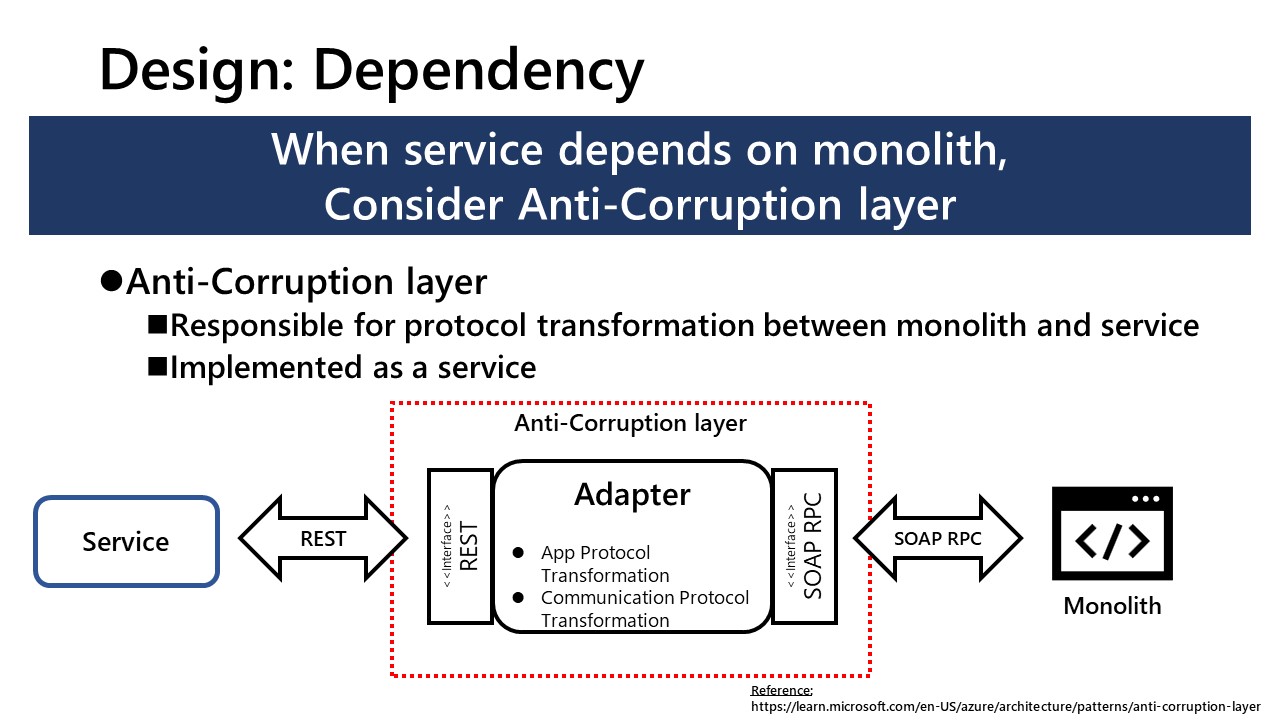 Design: Dependency
When service depends on monolith,
Consider Anti-Corruption layer
●Anti-Corruption layer
■Responsible for protocol transformation between monolith and service
■Implemented as a service
Anti-Corruption layer
Service
REST
<<Interface>>
REST
Adapter
● App Protocol
Transformation
● Communication Protocol
Transformation
<<Interface>>
SOAP RPC
SOAP RPC
</>
Monolith
Reference:
https://learn.microsoft.com/en-US/azure/architecture/patterns/anti-corruption-layer